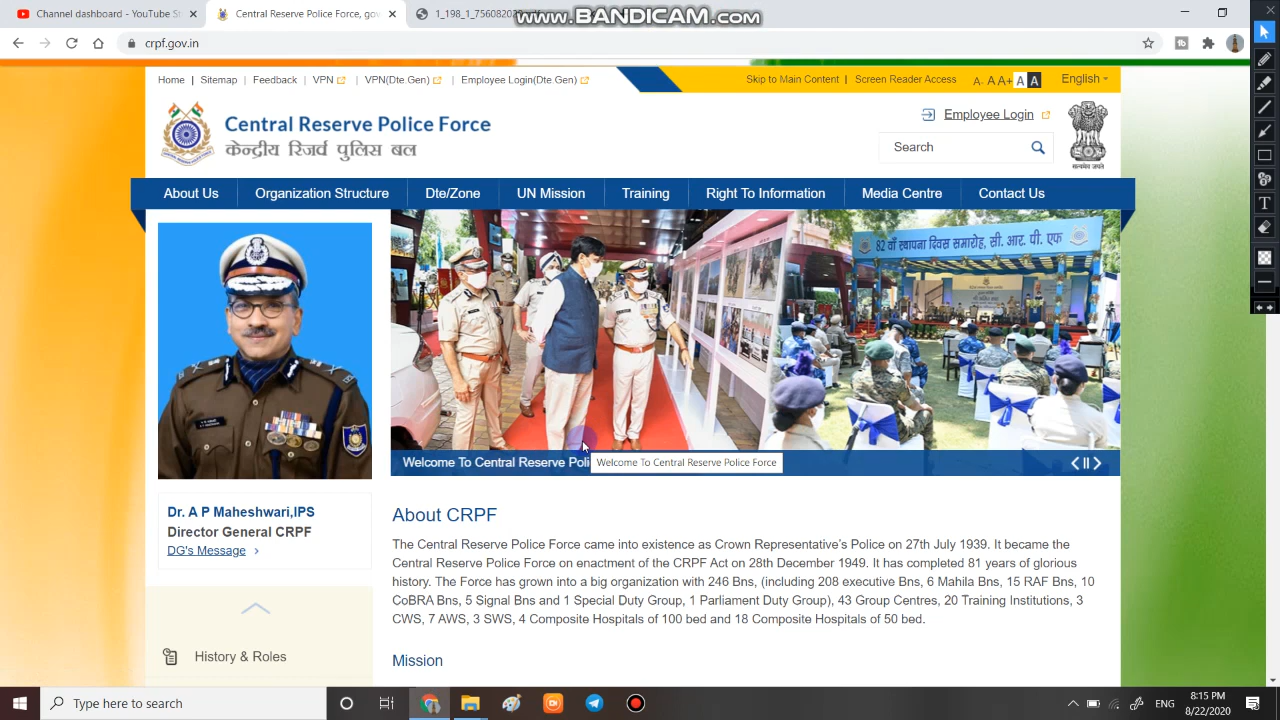 www.BANDICAM.com
Channel dashboard - YouTube St
Central Reserve Police Force, gov
1_198_1_756082020
crpf.gov.in
Home | Sitemap | Feedback | VPN | VPN(Dte.Gen) | Employee Login(Dte.Gen)
Skip to Main Content | Screen Reader Access A- A A+ A A English
Central Reserve Police Force
केन्द्रीय रिजर्व पुलिस बल
Employee Login
Search
सत्यमेव जयते
About Us
Organization Structure
Dte/Zone
UN Mission
Training
Right To Information
Media Centre
Contact Us
82 वाँ स्थापना दिवस समारोह, सी. आर. पी. एफ
Welcome To Central Reserve Poli
Welcome To Central Reserve Police Force
Dr. A P Maheshwari,IPS
Director General CRPF
DG's Message
History & Roles
About CRPF
The Central Reserve Police Force came into existence as Crown Representative's Police on 27th July 1939. It became the
Central Reserve Police Force on enactment of the CRPF Act on 28th December 1949. It has completed 81 years of glorious
history. The Force has grown into a big organization with 246 Bns, (including 208 executive Bns, 6 Mahila Bns, 15 RAF Bns, 10
CoBRA Bns, 5 Signal Bns and 1 Special Duty Group, 1 Parliament Duty Group), 43 Group Centres, 20 Training Institutions, 3
CWS, 7 AWS, 3 SWS, 4 Composite Hospitals of 100 bed and 18 Composite Hospitals of 50 bed.
Mission
Type here to search
ENG
8:15 PM
8/22/2020